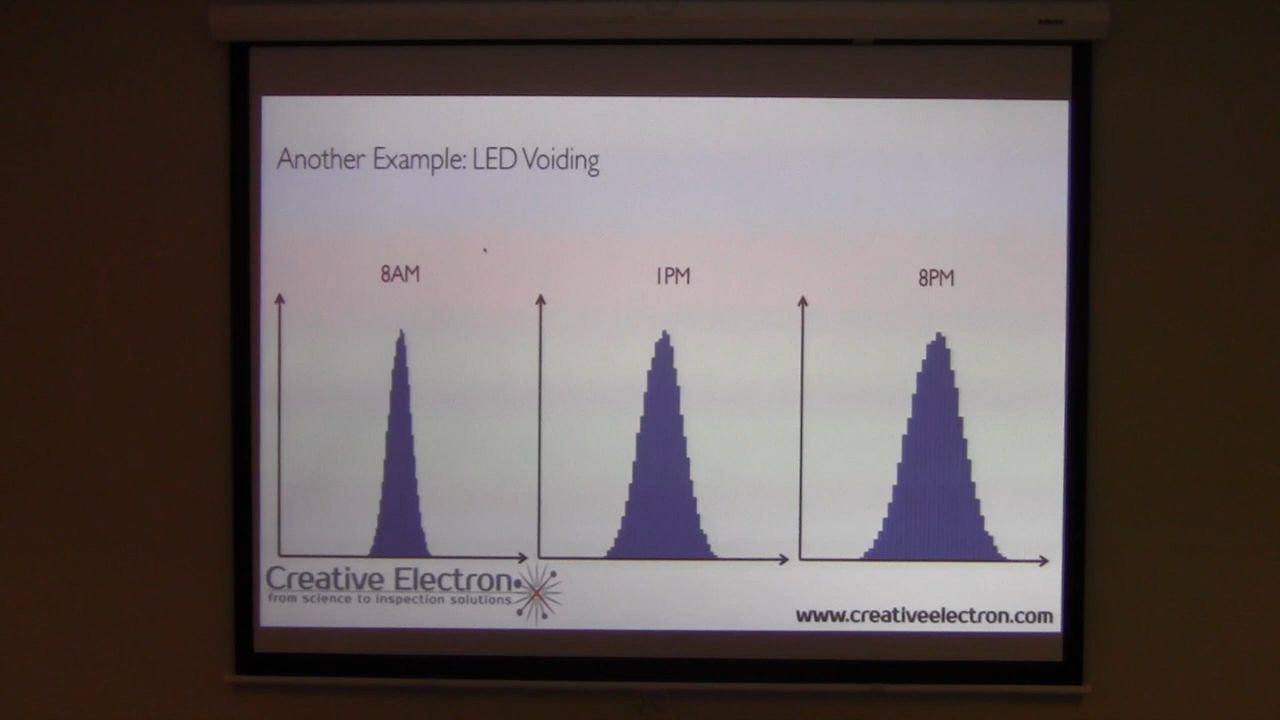 Another Example: LED Voiding
8AM
1PM
8PM
Creative Electron
from science to inspection solutions
www.creativeelectron.com